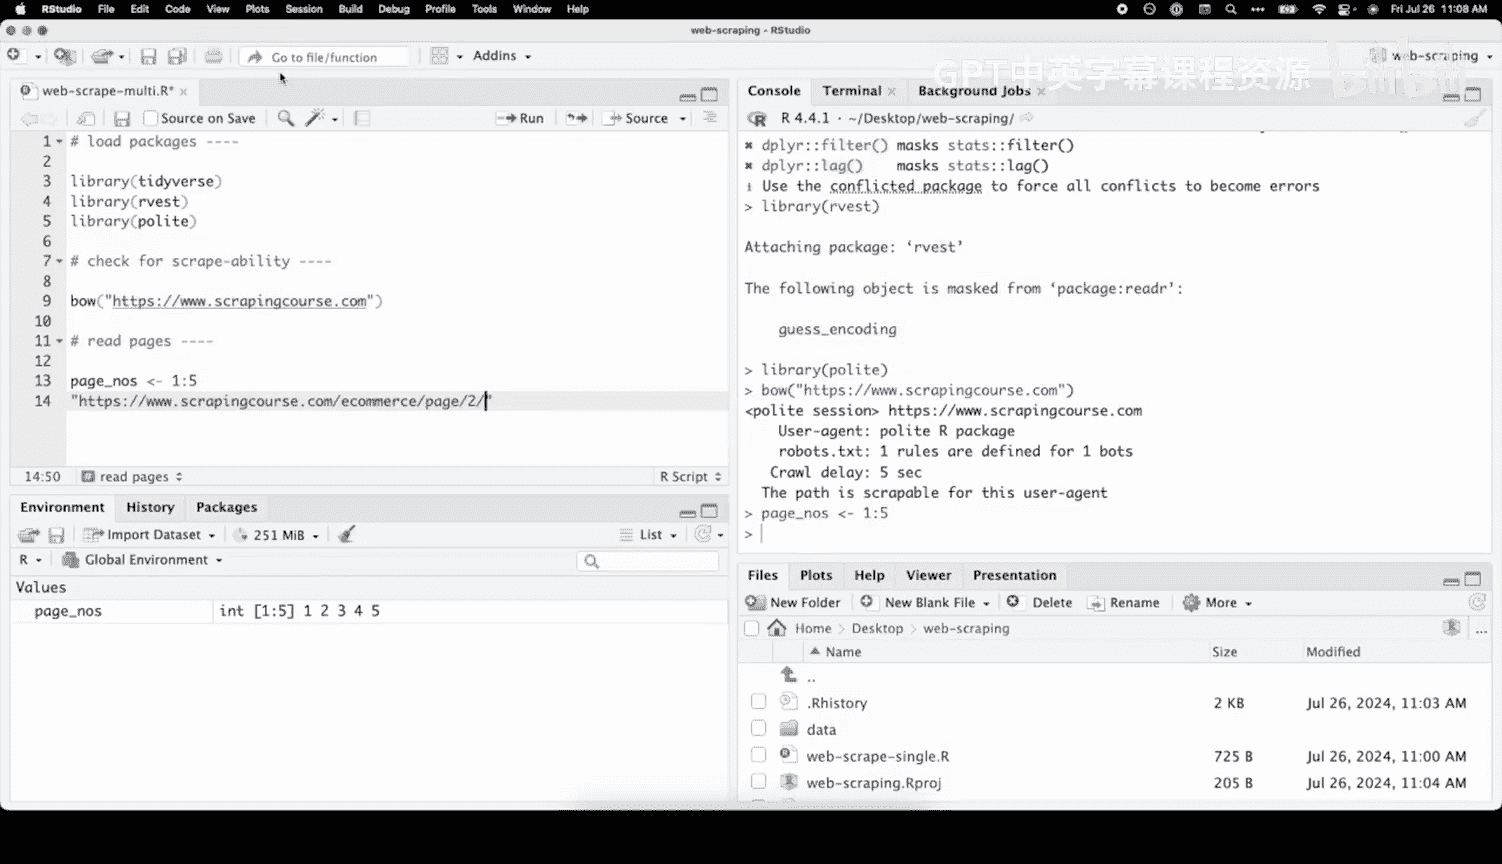 RStudio File Edit Code View Plots Session Build Debug Profile Tools Window Help Fri Jul 26 11:08 AM
web-scraping - RStudio
Go to file/function Addins web-scraping
GPT中英字幕课程资源
web-scrape-multi.R*
Source on Save Run Source
1 # load packages ----
2
3 library(tidyverse)
4 library(rvest)
5 library(polite)
6
7 # check for scrape-ability ----
8
9 bow("https://www.scrapingcourse.com")
10
11 # read pages ----
12
13 page_nos <- 1:5
14 "https://www.scrapingcourse.com/ecommerce/page/2/"
14:50 read pages R Script
Environment History Packages
Import Dataset 251 MiB List
R Global Environment
Values
page_nos int [1:5] 1 2 3 4 5
Console Terminal Background Jobs
R 4.4.1 · ~/Desktop/web-scraping/
✖ dplyr::filter() masks stats::filter()
✖ dplyr::lag() masks stats::lag()
ℹ Use the conflicted package to force all conflicts to become errors
> library(rvest)
Attaching package: ‘rvest’
The following object is masked from ‘package:readr’:
guess_encoding
> library(polite)
> bow("https://www.scrapingcourse.com")
<polite session> https://www.scrapingcourse.com
User-agent: polite R package
robots.txt: 1 rules are defined for 1 bots
Crawl delay: 5 sec
The path is scrapable for this user-agent
> page_nos <- 1:5
>
Files Plots Help Viewer Presentation
New Folder New Blank File Delete Rename More
Home Desktop web-scraping ...
Name Size Modified
..
.Rhistory 2 KB Jul 26, 2024, 11:03 AM
data
web-scrape-single.R 725 B Jul 26, 2024, 11:00 AM
web-scraping.Rproj 205 B Jul 26, 2024, 11:04 AM